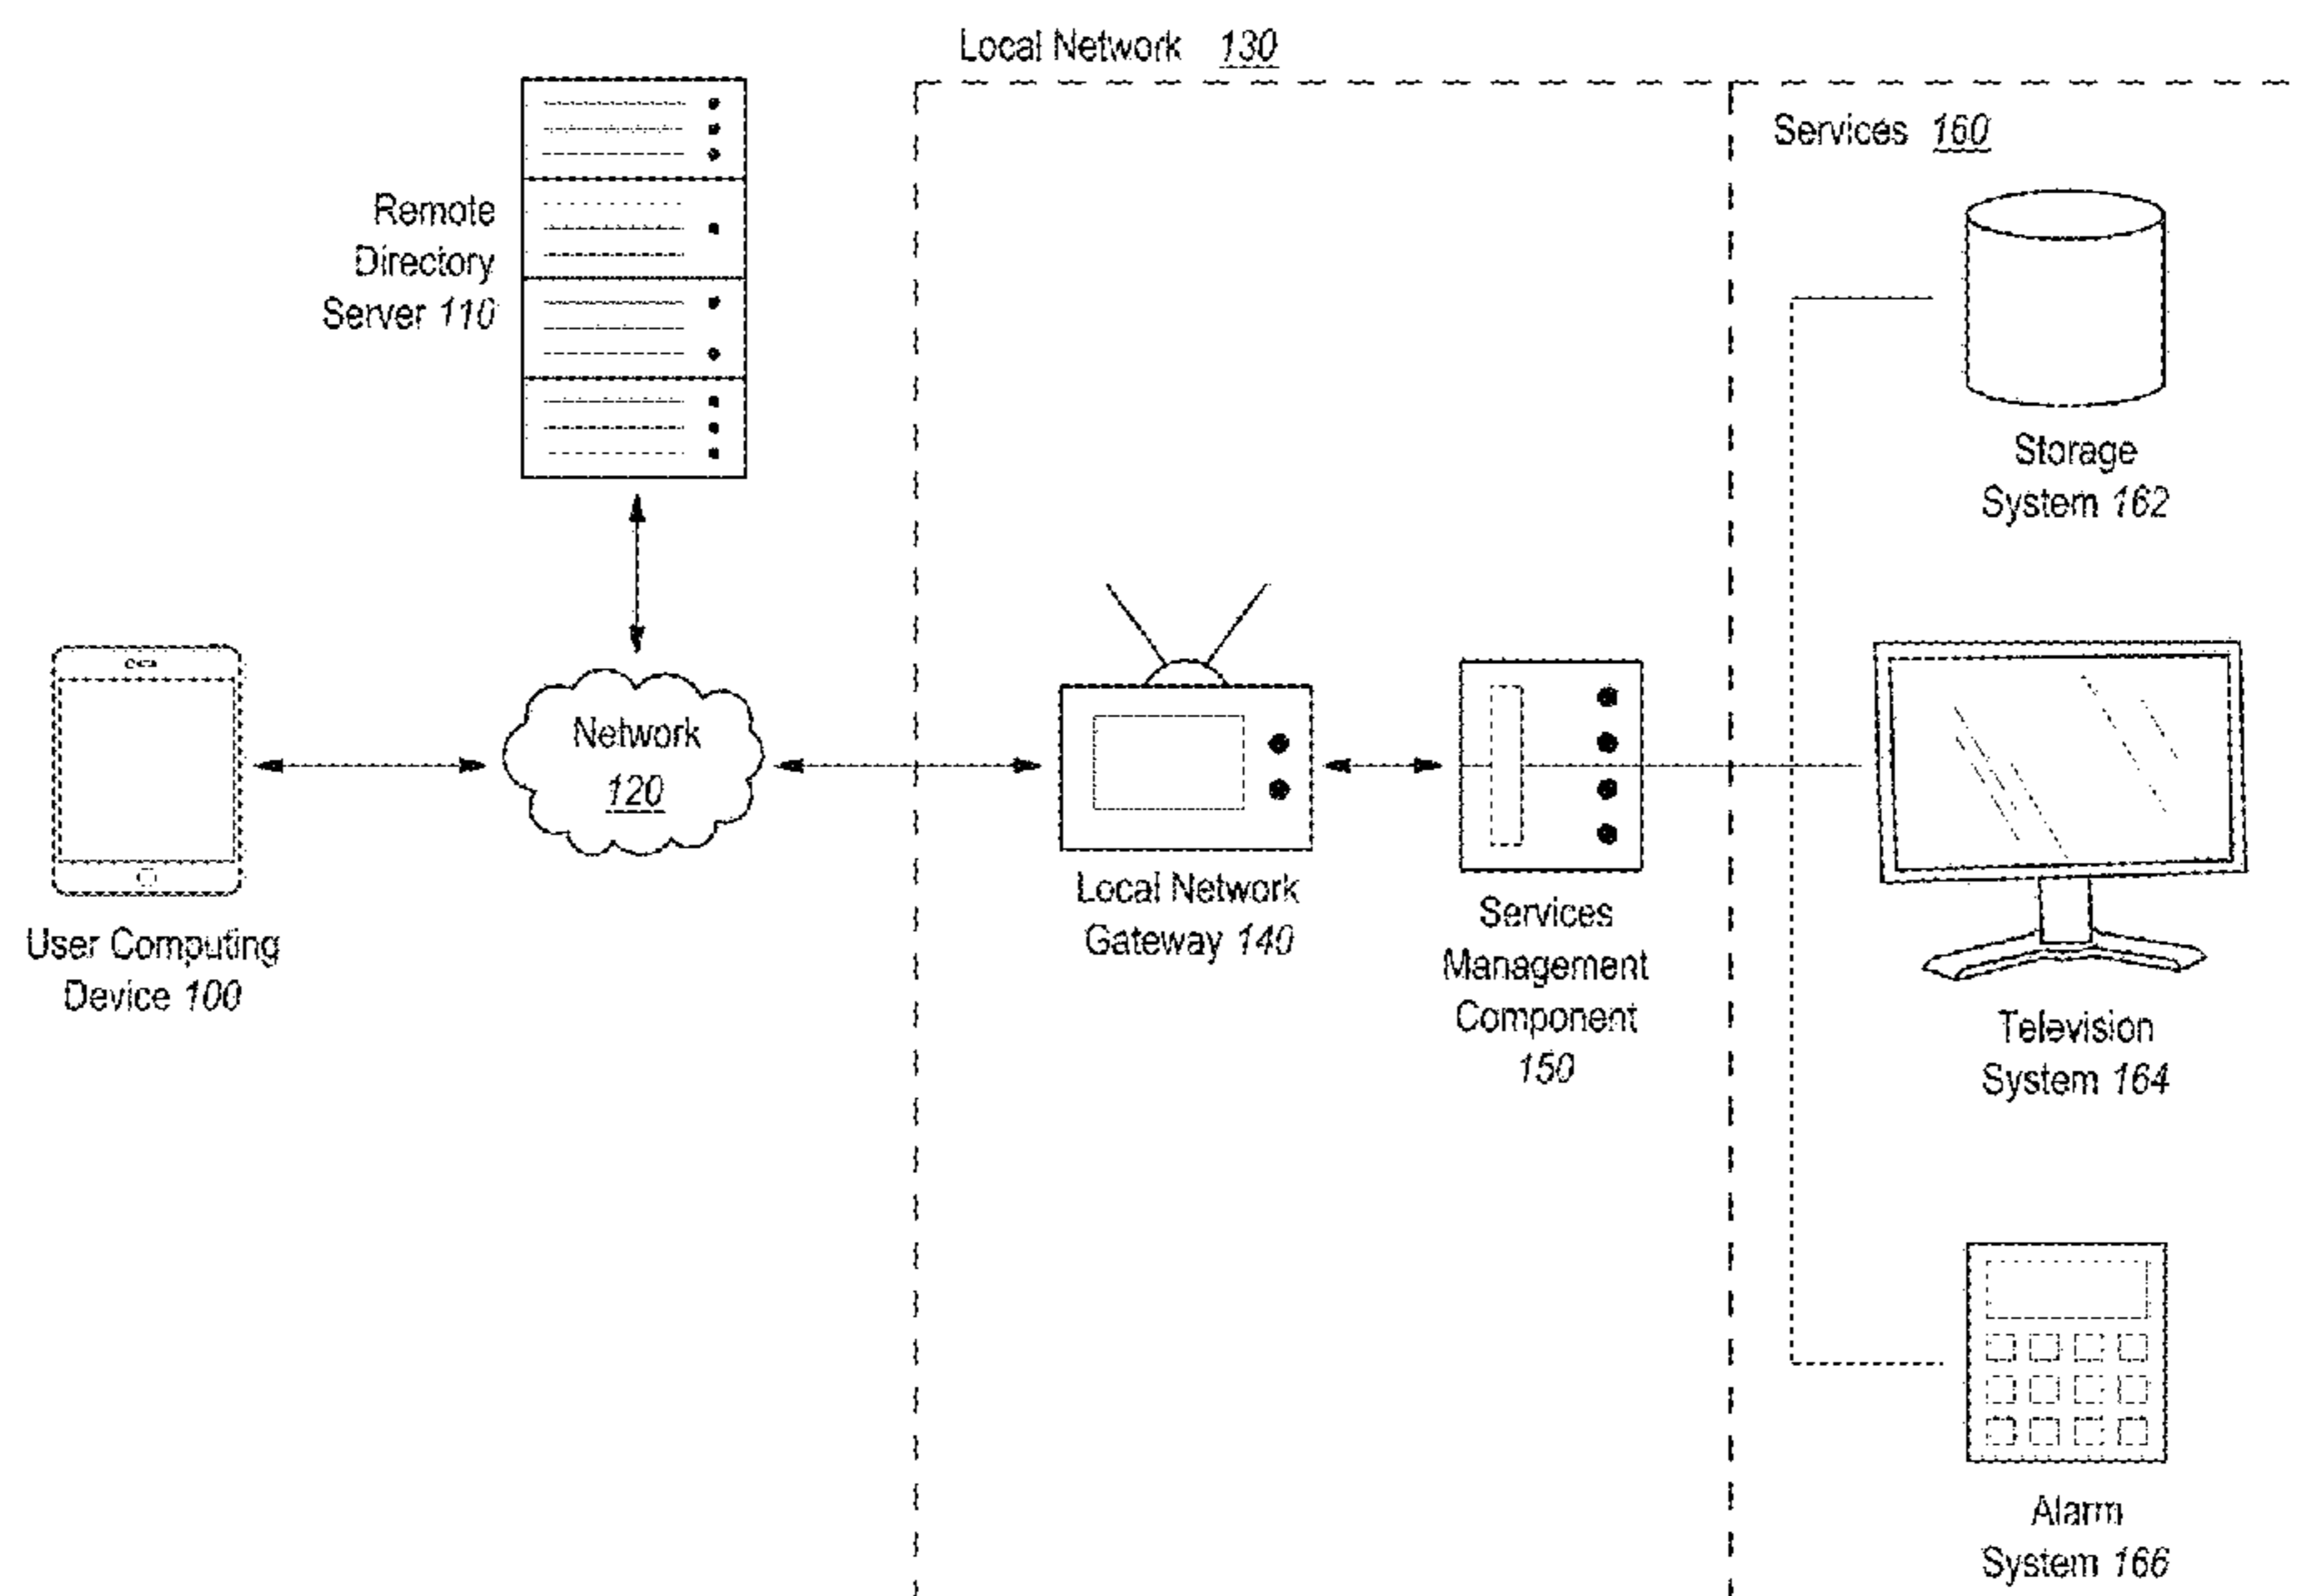 Local Network 130
Services 160
Remote
Directory
Server 110
Storage
System 162
Network
120
User Computing
Device 100
Local Network
Gateway 140
Services
Management
Component
150
Television
System 164
Alarm
System 166